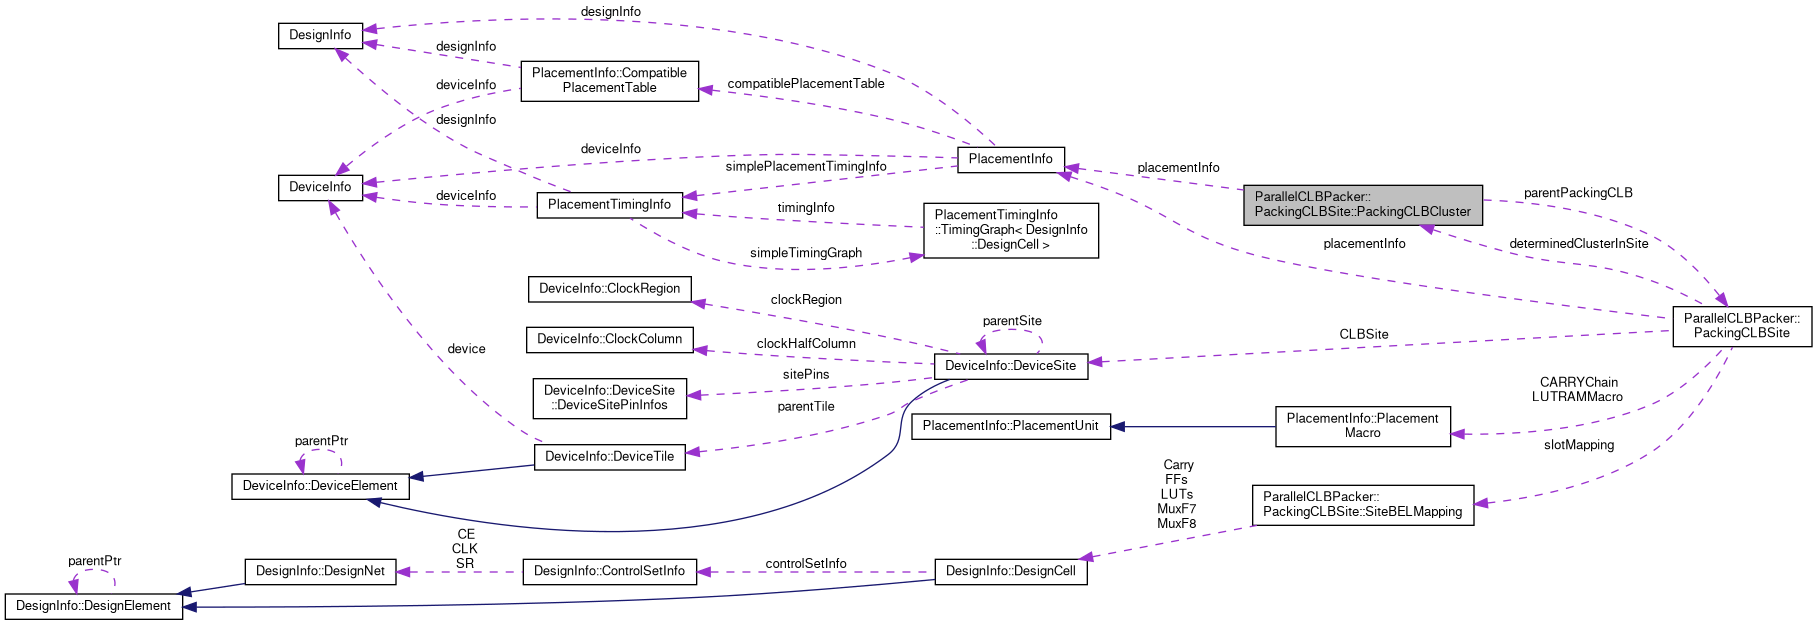 designInfo
DesignInfo
designInfo
PlacementInfo::Compatible
PlacementTable
deviceInfo
compatiblePlacementTable
designInfo
deviceInfo
PlacementInfo
simplePlacementTimingInfo
placementInfo
DeviceInfo
deviceInfo
PlacementTimingInfo
timingInfo
PlacementTimingInfo
::TimingGraph< DesignInfo
::DesignCell >
ParallelCLBPacker::
PackingCLBSite::PackingCLBCluster
parentPackingCLB
simpleTimingGraph
placementInfo
determinedClusterInSite
DeviceInfo::ClockRegion
clockRegion
parentSite
ParallelCLBPacker::
PackingCLBSite
DeviceInfo::ClockColumn
clockHalfColumn
CLBSite
device
DeviceInfo::DeviceSite
sitePins
DeviceInfo::DeviceSite
::DeviceSitePinInfos
CARRYChain
LUTRAMMacro
parentTile
PlacementInfo::PlacementUnit
PlacementInfo::Placement
Macro
parentPtr
slotMapping
DeviceInfo::DeviceTile
DeviceInfo::DeviceElement
Carry
FFs
LUTs
MuxF7
MuxF8
ParallelCLBPacker::
PackingCLBSite::SiteBELMapping
CE
CLK
SR
parentPtr
DesignInfo::DesignNet
DesignInfo::ControlSetInfo
controlSetInfo
DesignInfo::DesignCell
DesignInfo::DesignElement